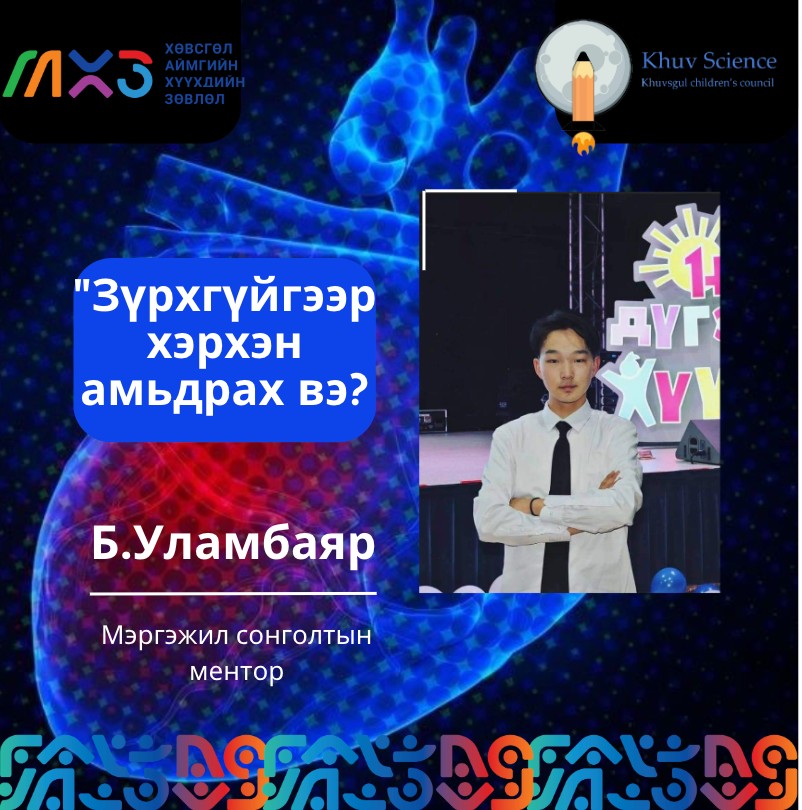 МХЗ
ХӨВСГӨЛ
АЙМГИЙН
ХҮҮХДИЙН
ЗӨВЛӨЛ
Khuv Science
Khuvsgul children's council
"Зүрхгүйгээр
хэрхэн
амьдрах вэ?
Б.Уламбаяр
Мэргэжил сонголтын
ментор